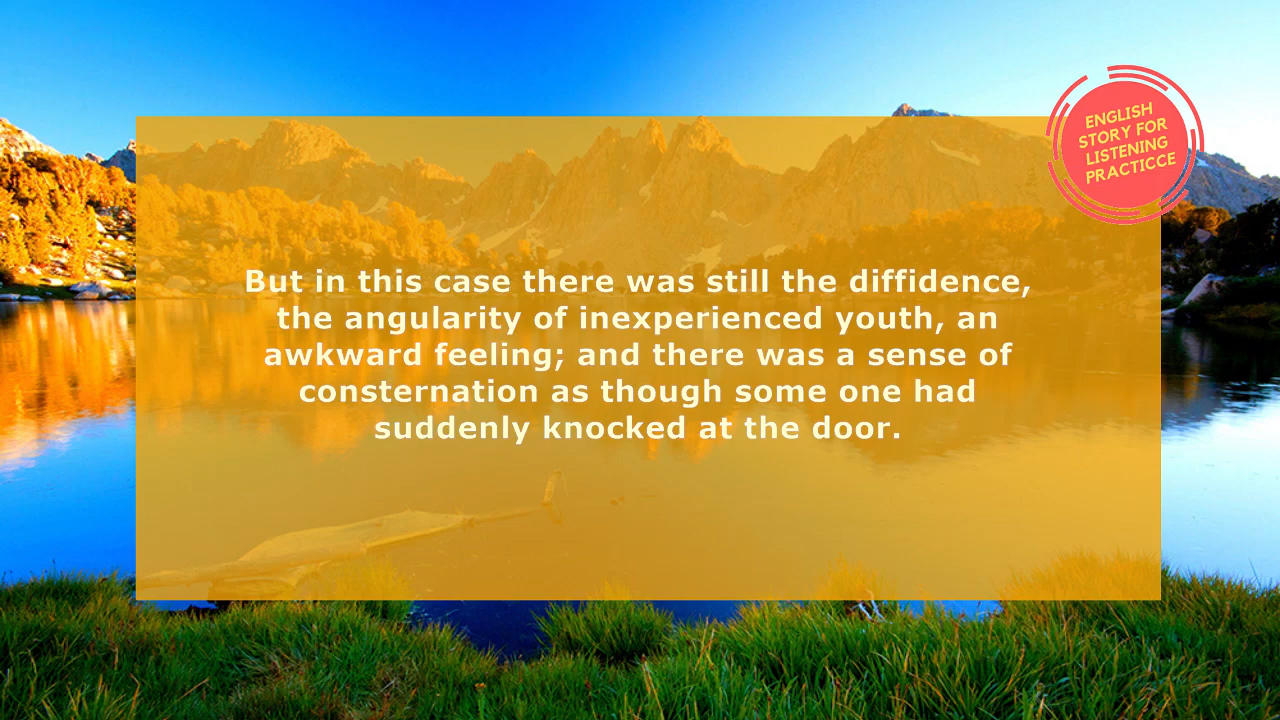 ENGLISH
STORY FOR
LISTENING
PRACTICCE
But in this case there was still the diffidence,
the angularity of inexperienced youth, an
awkward feeling; and there was a sense of
consternation as though some one had
suddenly knocked at the door.